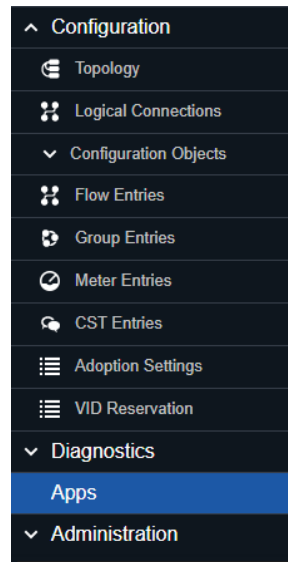 Configuration
Topology
Logical Connections
Configuration Objects
Flow Entries
Group Entries
Meter Entries
CST Entries
Adoption Settings
VID Reservation
Diagnostics
Apps
Administration